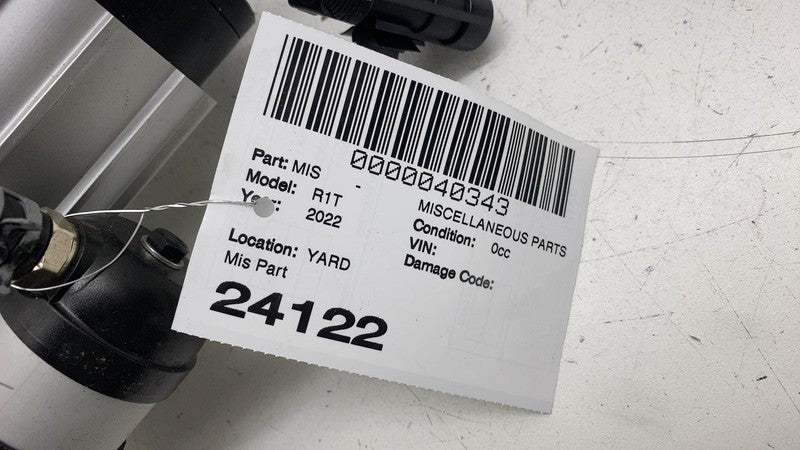 0000040343
Part: MIS - MISCELLANEOUS PARTS
Model: R1T Condition: 0cc
Year: 2022 VIN:
Damage Code:
Location: YARD
Mis Part
24122